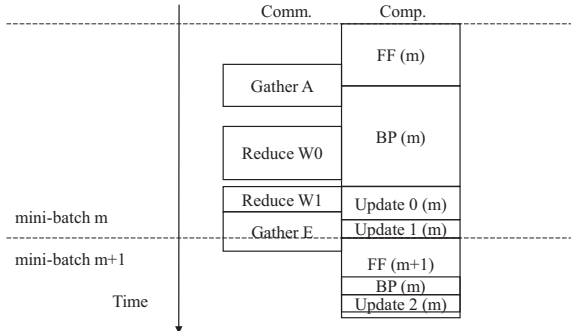 Comm.
Comp.
FF (m)
Gather A
BP (m)
Reduce W0
Reduce W1
Update 0 (m)
mini-batch m
Gather E
Update 1 (m)
mini-batch m+1
FF (m+1)
BP (m)
Time
Update 2 (m)